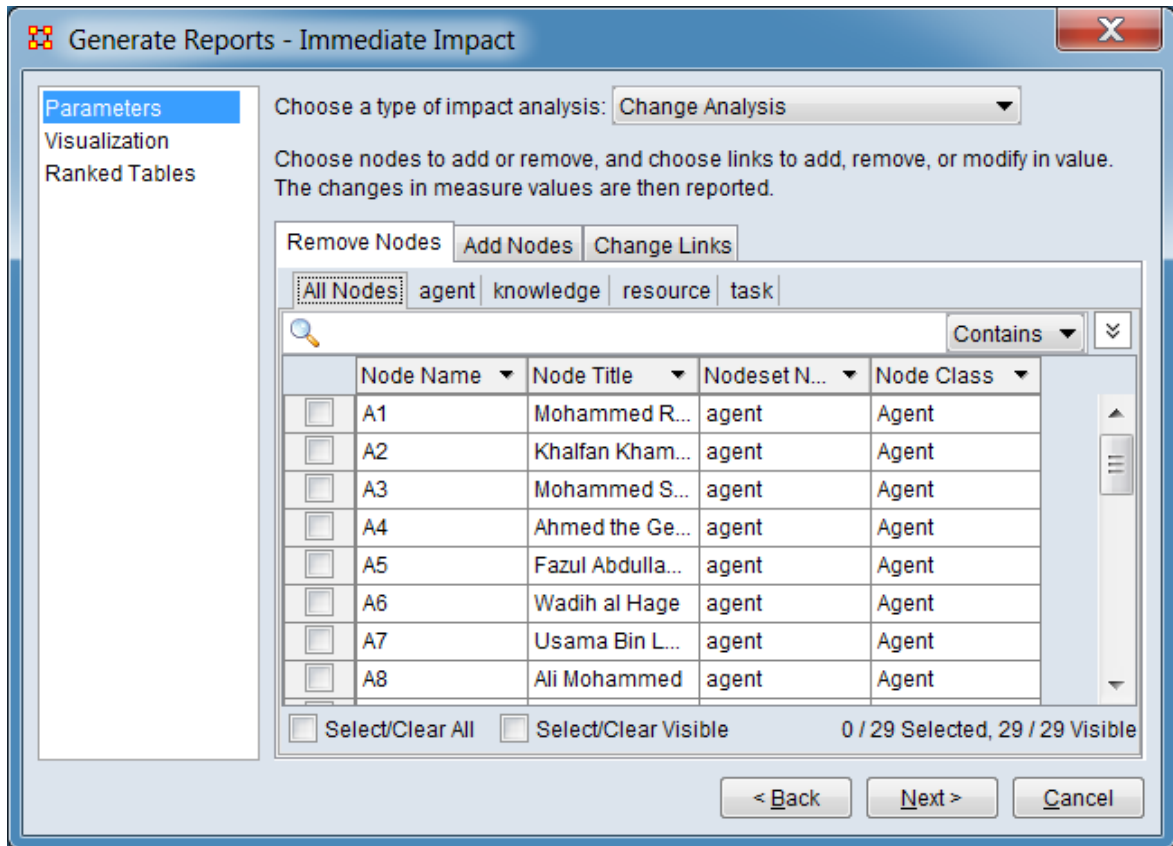 Generate Reports - Immediate Impact
Parameters
Visualization
Ranked Tables
Choose a type of impact analysis: Change Analysis
Choose nodes to add or remove, and choose links to add, remove, or modify in value.
The changes in measure values are then reported.
Remove Nodes Add Nodes Change Links
All Nodes agent knowledge resource task
Contains
Node Name Node Title Nodeset N... Node Class
A1 Mohammed R... agent Agent
A2 Khalfan Kham... agent Agent
A3 Mohammed S... agent Agent
A4 Ahmed the Ge... agent Agent
A5 Fazul Abdulla... agent Agent
A6 Wadih al Hage agent Agent
A7 Usama Bin L... agent Agent
A8 Ali Mohammed agent Agent
Select/Clear All Select/Clear Visible 0 / 29 Selected, 29 / 29 Visible
< Back Next > Cancel